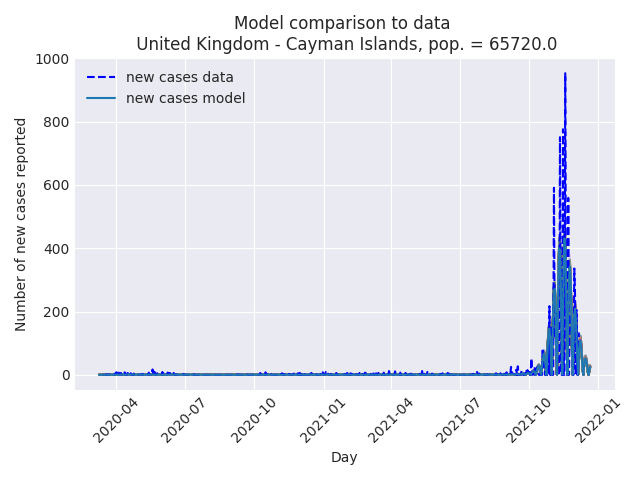 Model comparison to data
United Kingdom - Cayman Islands, pop. = 65720.0
new cases data
new cases model
Number of new cases reported
1000
800
600
400
200
0
2020-04
2020-07
2020-10
2021-01
2021-04
2021-07
2021-10
2022-01
Day